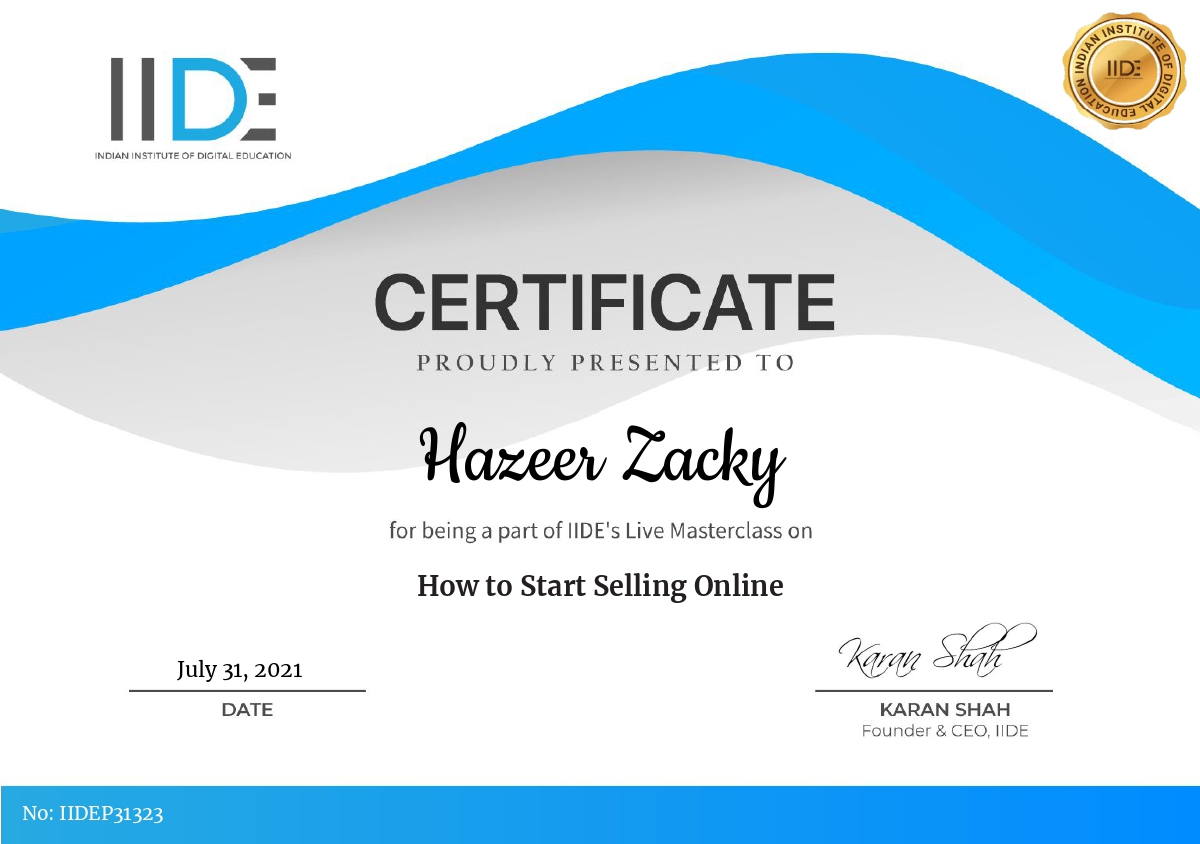 IIDE
INDIAN INSTITUTE OF DIGITAL EDUCATION
INDIAN INSTITUTE OF DIGITAL EDUCATION
IIDE
CERTIFICATE
PROUDLY PRESENTED TO
Hazeer Zacky
for being a part of IIDE's Live Masterclass on
How to Start Selling Online
July 31, 2021
DATE
Karan Shah
KARAN SHAH
Founder & CEO, IIDE
No: IIDEP31323